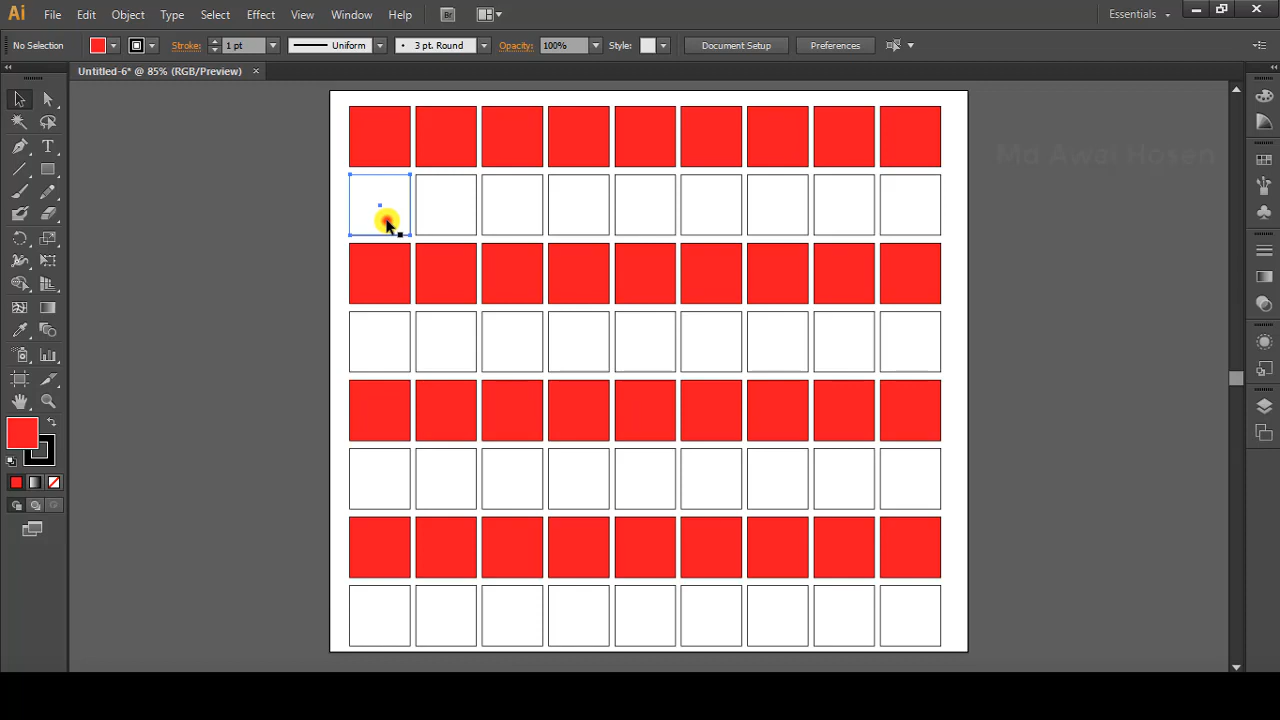 Ai File Edit Object Type Select Effect View Window Help Br Essentials
No Selection Stroke: 1 pt Uniform 3 pt. Round Opacity: 100% Style: Document Setup Preferences
Untitled-6* @ 85% (RGB/Preview)
Md Awal Hosen
T